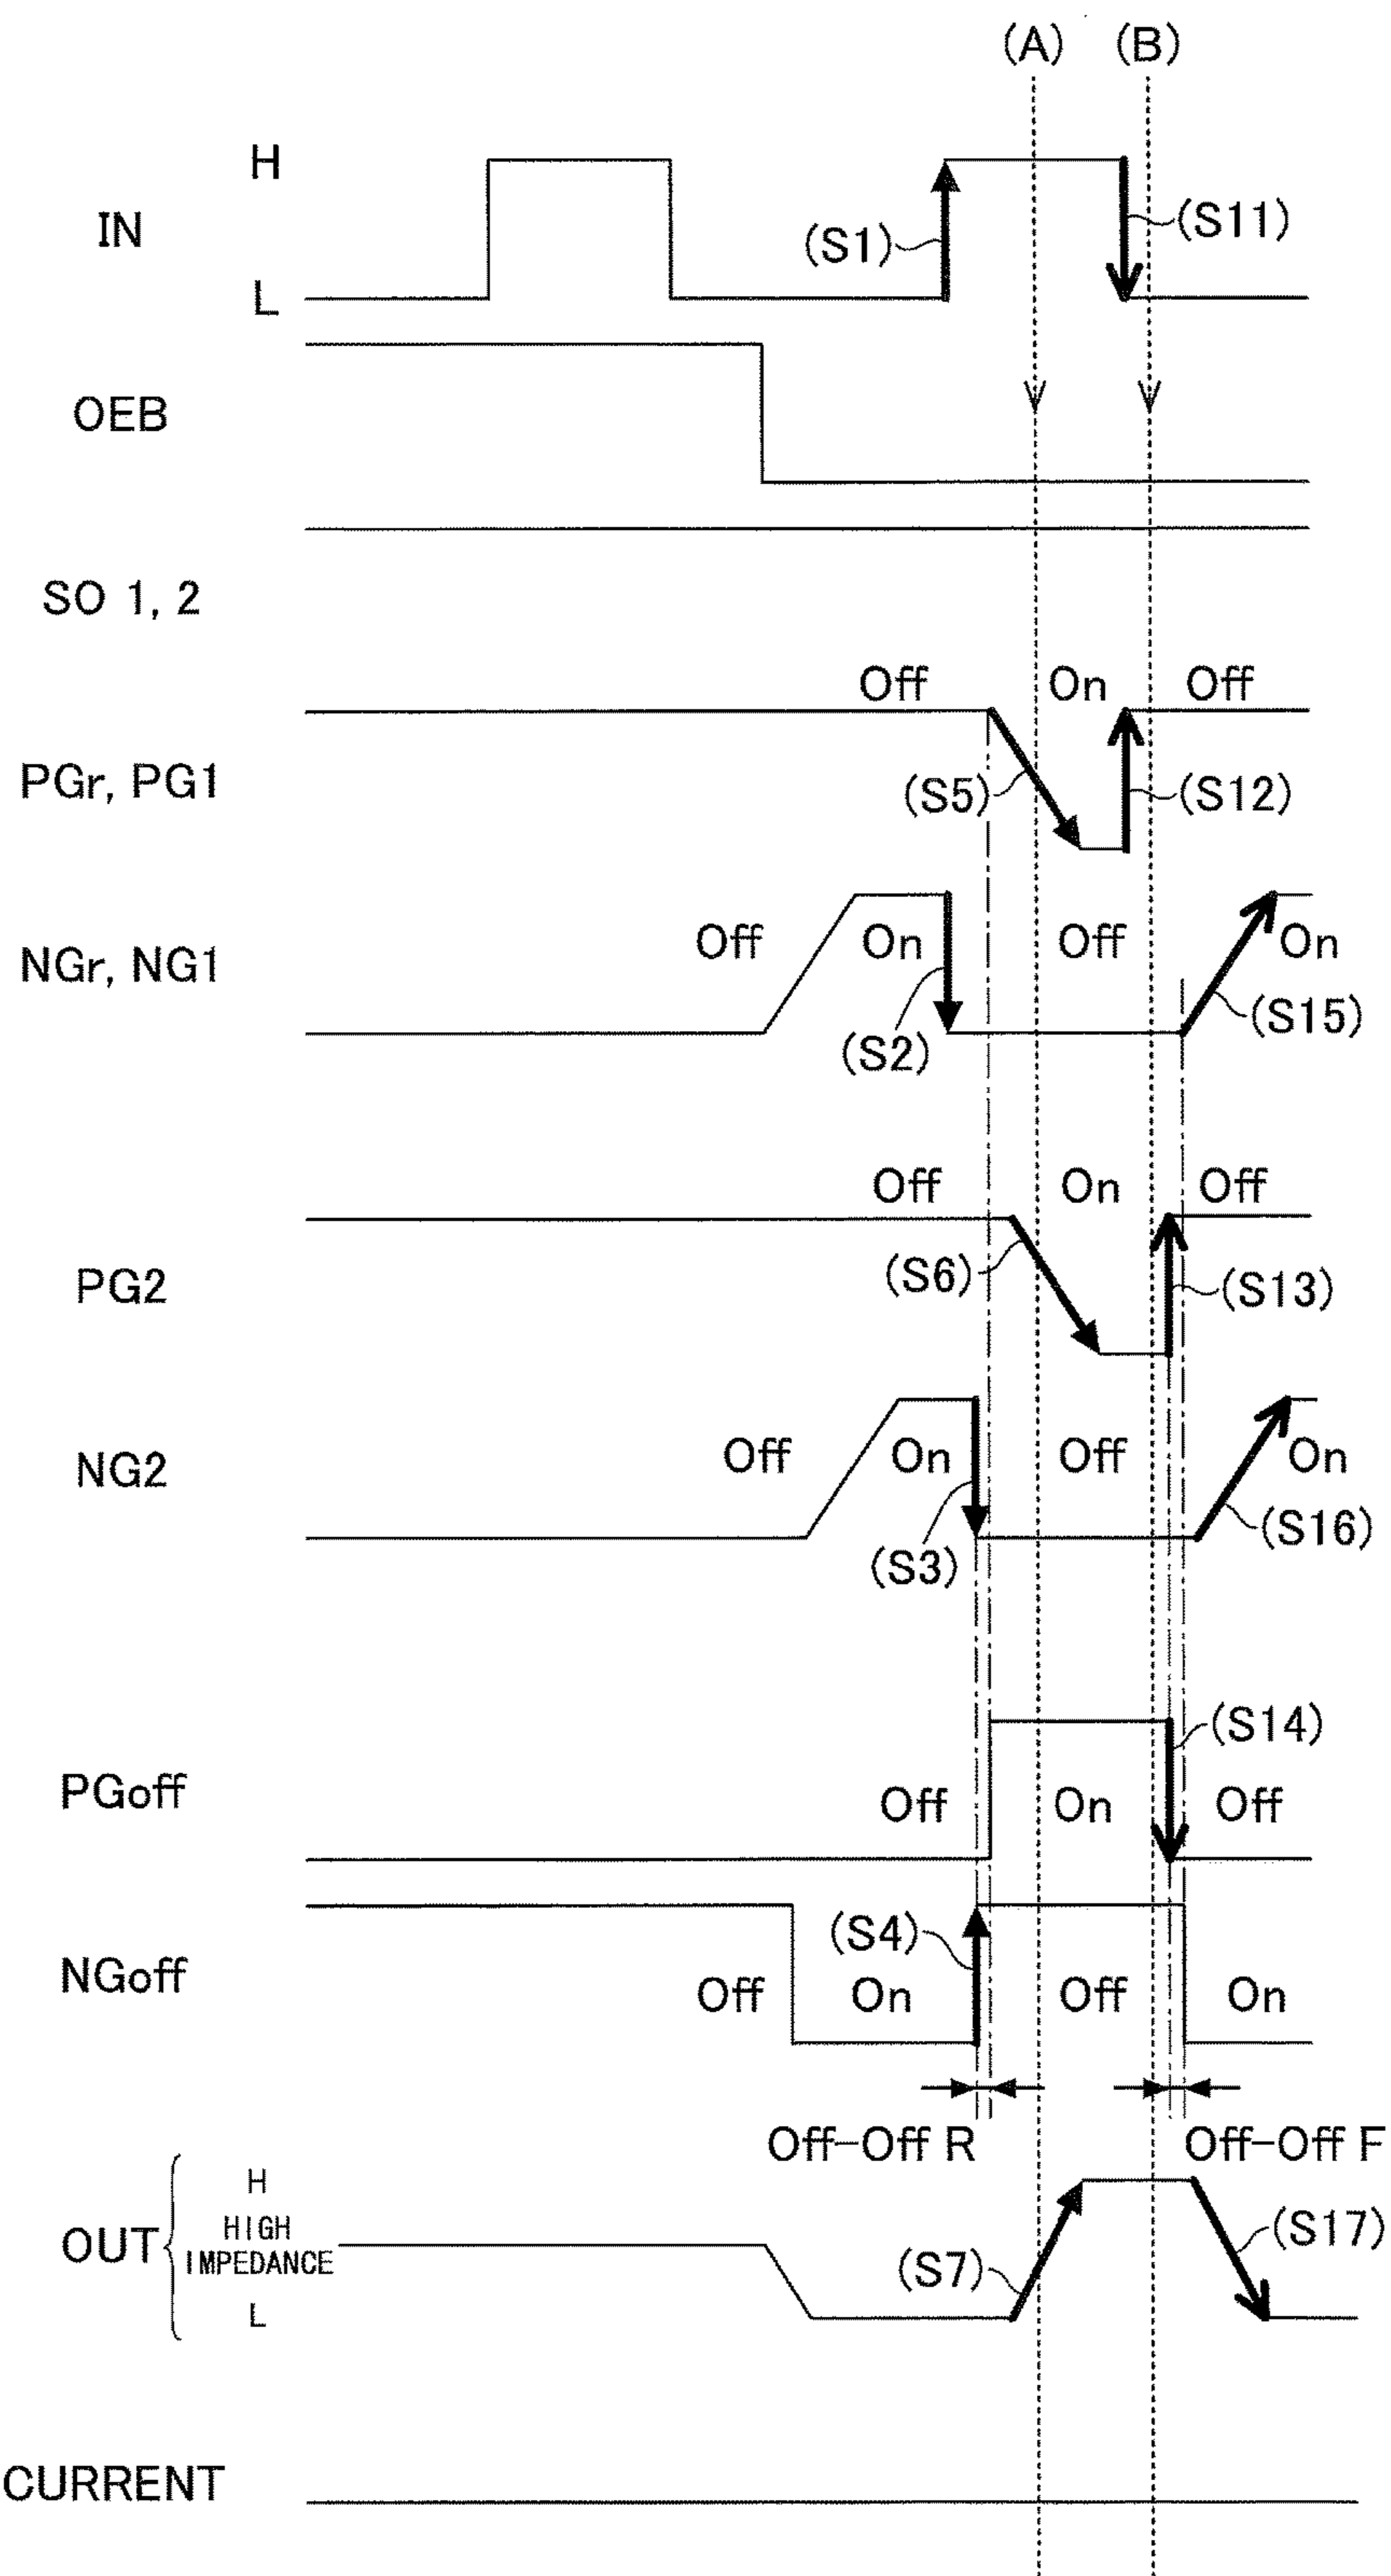 (A) (B)
H
IN
(S1)
(S11)
L
OEB
SO 1, 2
Off On Off
PGr, PG1
(S5)
(S12)
Off On Off On
NGr, NG1
(S2)
(S15)
Off On Off
PG2
(S6)
(S13)
Off On Off On
NG2
(S3)
(S16)
(S14)
PGoff
Off On Off
(S4)
NGoff
Off On Off On
Off-Off R Off-Off F
H
OUT
HIGH
IMPEDANCE
L
(S7)
(S17)
CURRENT